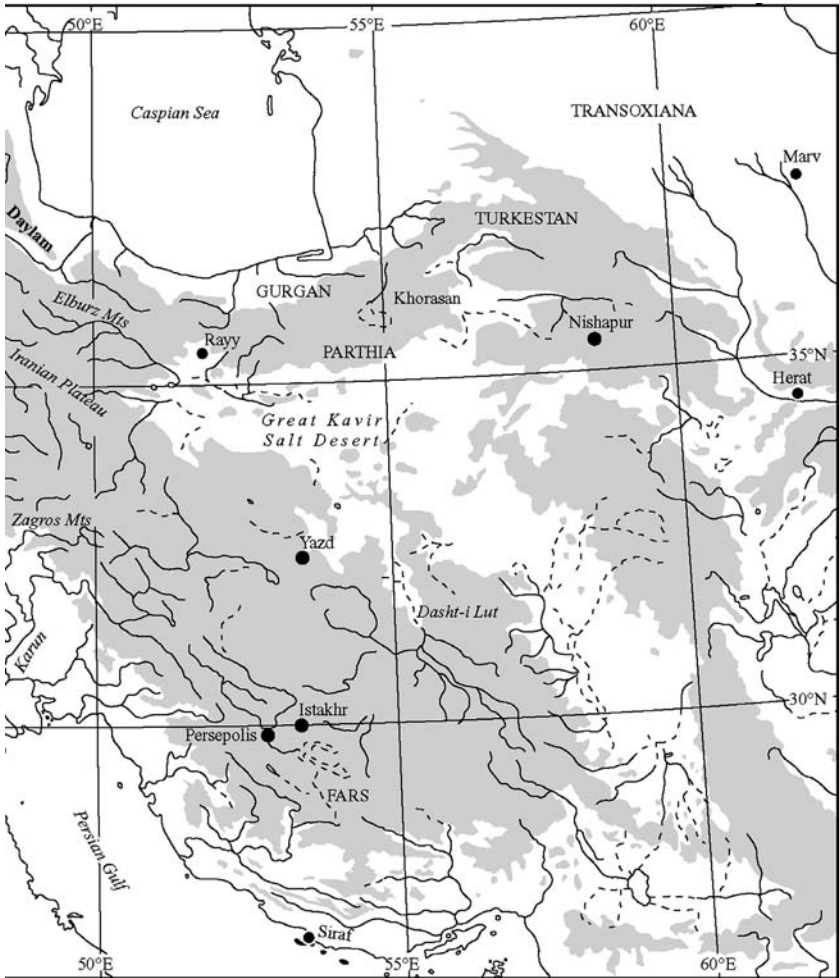 50°E
55°E
60°E
Caspian Sea
TRANSOXIANA
Marv
Daylam
TURKESTAN
Elburz Mts
GURGAN
Khorasan
Rayy
PARTHIA
Nishapur
35°N
Iranian Plateau
Herat
Great Kavir
Salt Desert
Zagros Mts
Yazd
Dasht-i Lut
Karun
Istakhr
30°N
Persepolis
FARS
Persian Gulf
Siraf
50°E
55°E
60°E